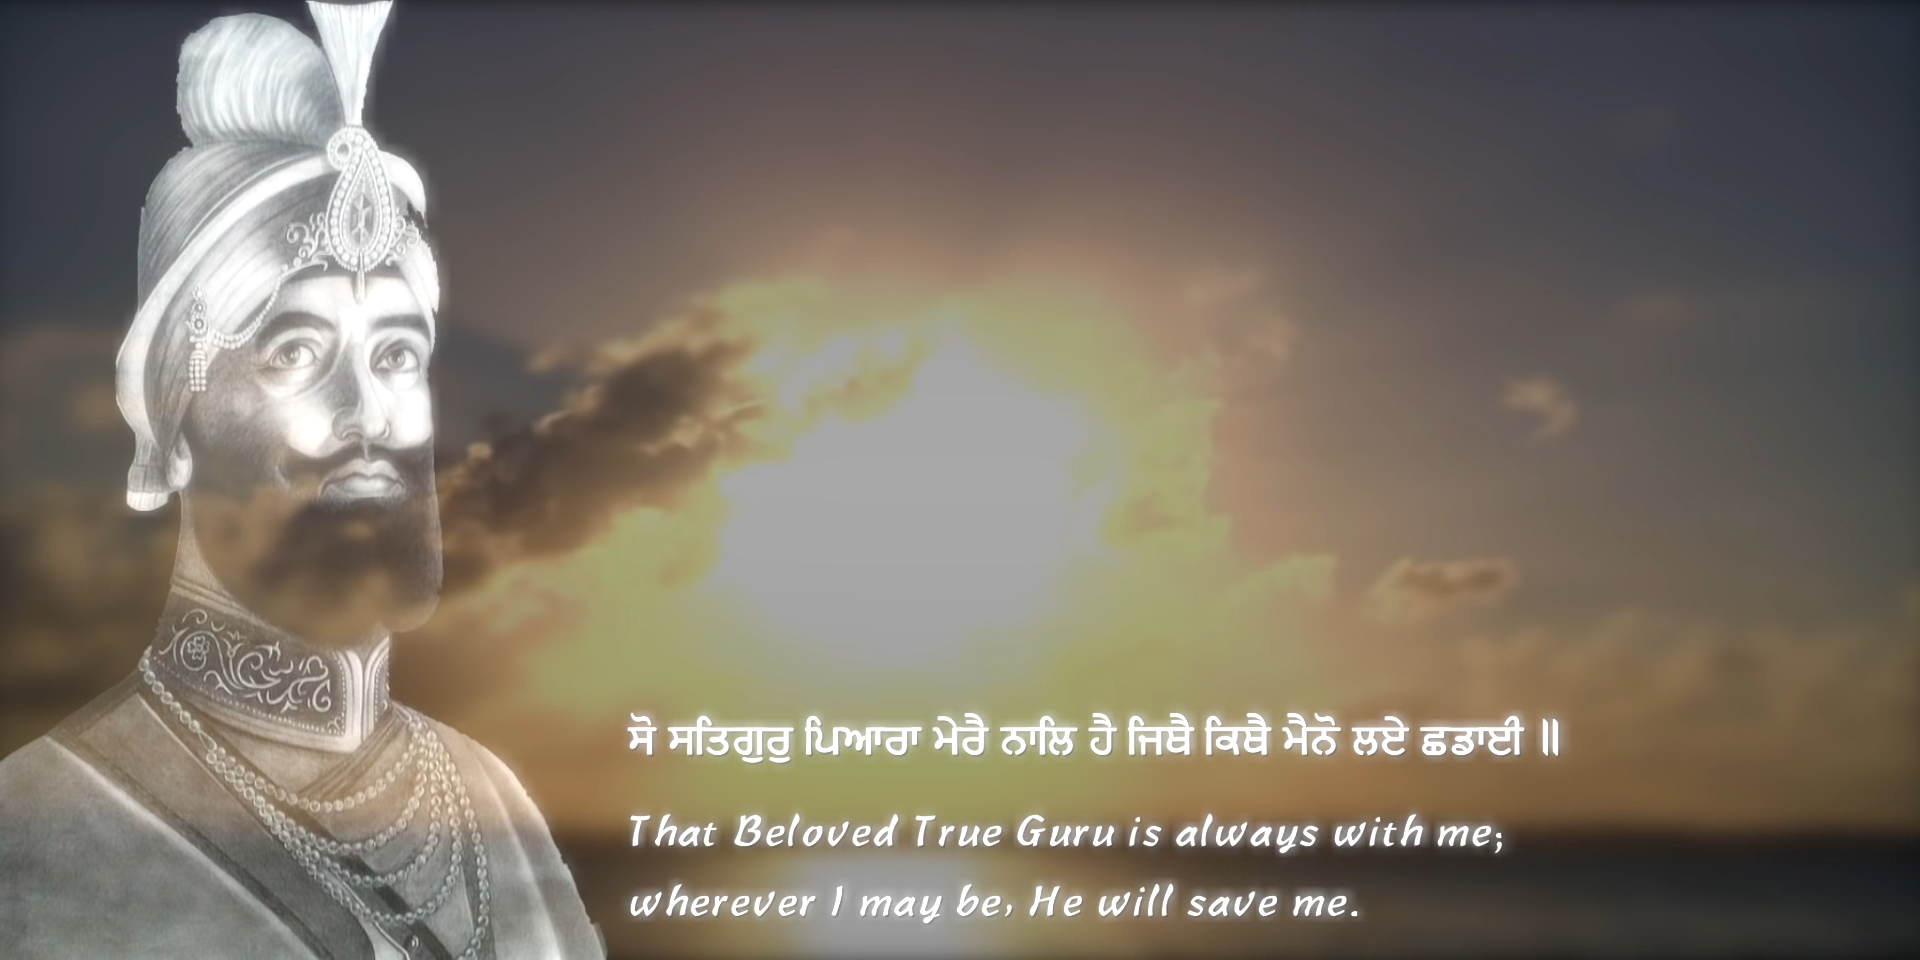 ਸੋ ਸਤਿਗੁਰੁ ਪਿਆਰਾ ਮੇਰੈ ਨਾਲਿ ਹੈ ਜਿਥੈ ਕਿਥੈ ਮੈਨੋ ਲਏ ਛਡਾਈ ॥
That Beloved True Guru is always with me;
wherever I may be, He will save me.